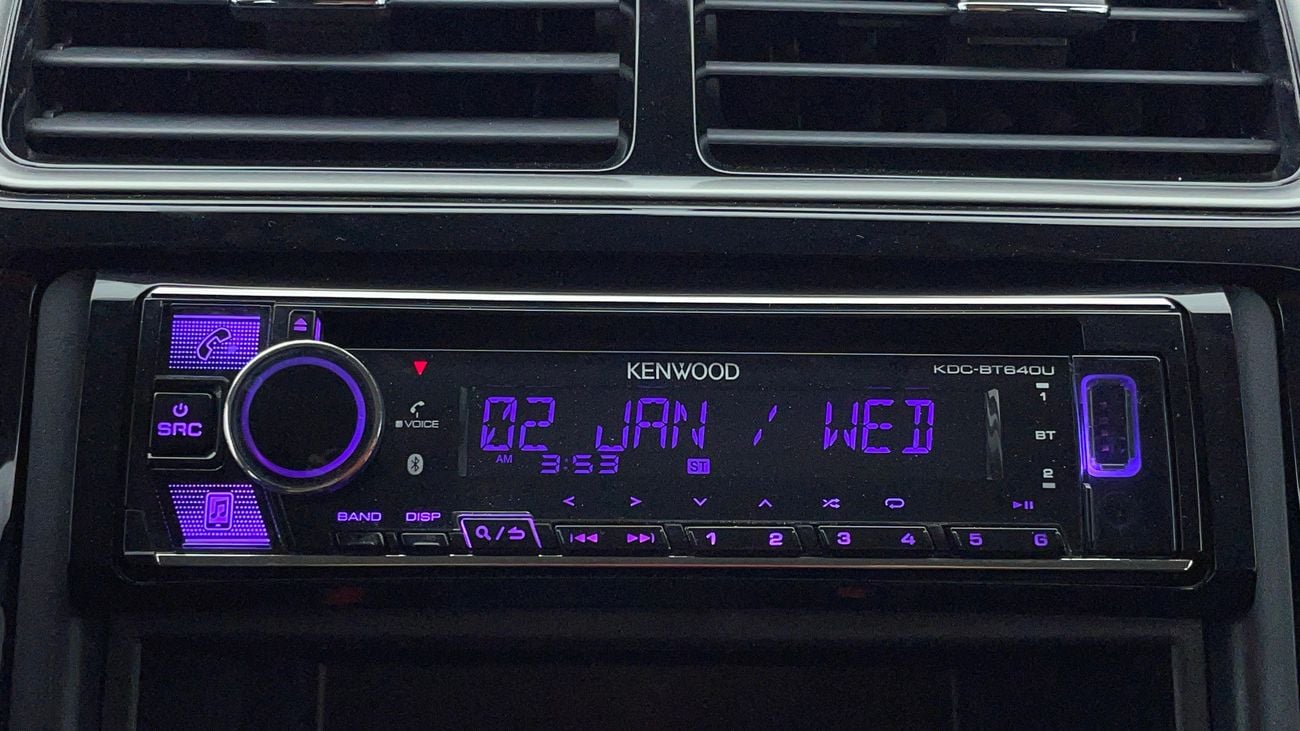 KENWOOD
KDC-BT640U
1
VOICE
02 JAN / WED
SRC
BT
AM 3:53 ST
2
BAND DISP
1 2 3 4 5 6